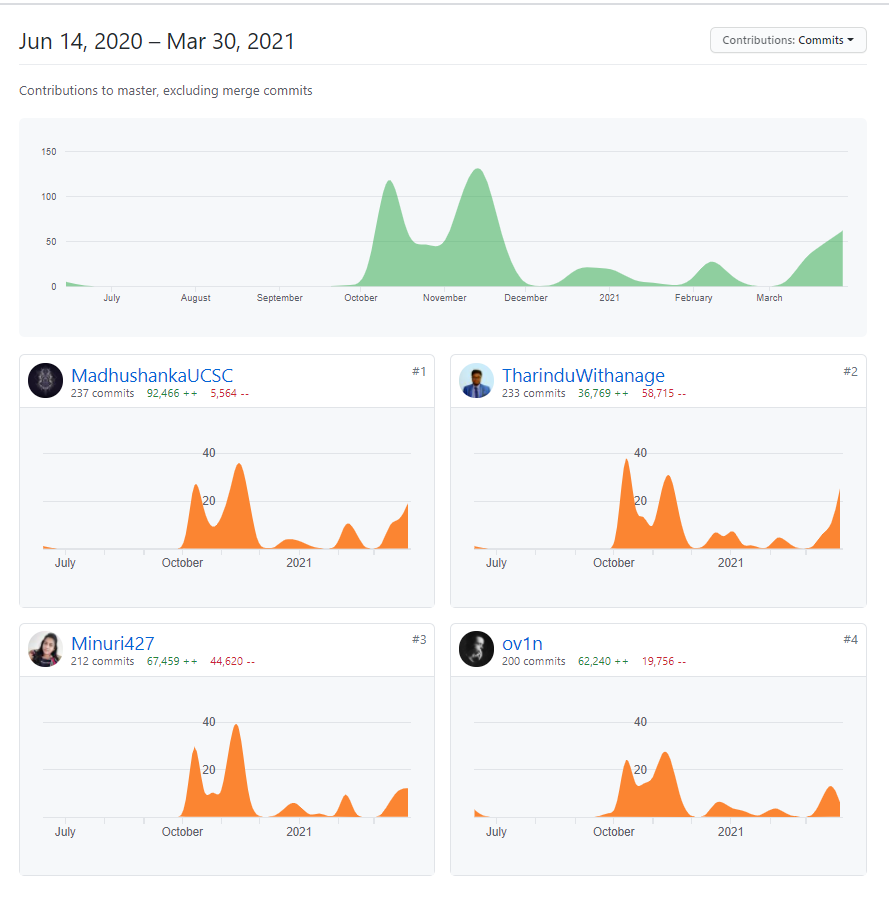 Jun 14, 2020 – Mar 30, 2021
Contributions: Commits
Contributions to master, excluding merge commits
150
100
50
0
July August September October November December 2021 February March
MadhushankaUCSC #1
237 commits 92,466 ++ 5,564 --
40
20
July October 2021
TharinduWithanage #2
233 commits 36,769 ++ 58,715 --
40
20
July October 2021
Minuri427 #3
212 commits 67,459 ++ 44,620 --
40
20
July October 2021
ov1n #4
200 commits 62,240 ++ 19,756 --
40
20
July October 2021